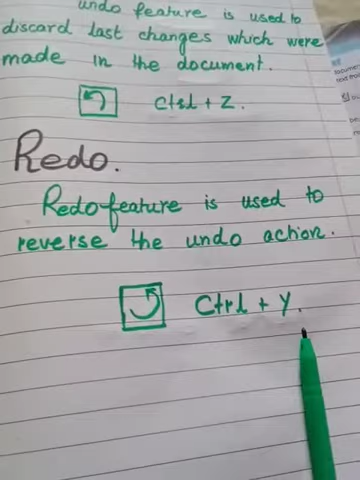 undo feature is used to
discard last changes which were
made in the document.
Ctrl + Z.
Redo.
Redo feature is used to
reverse the undo action.
Ctrl + Y.